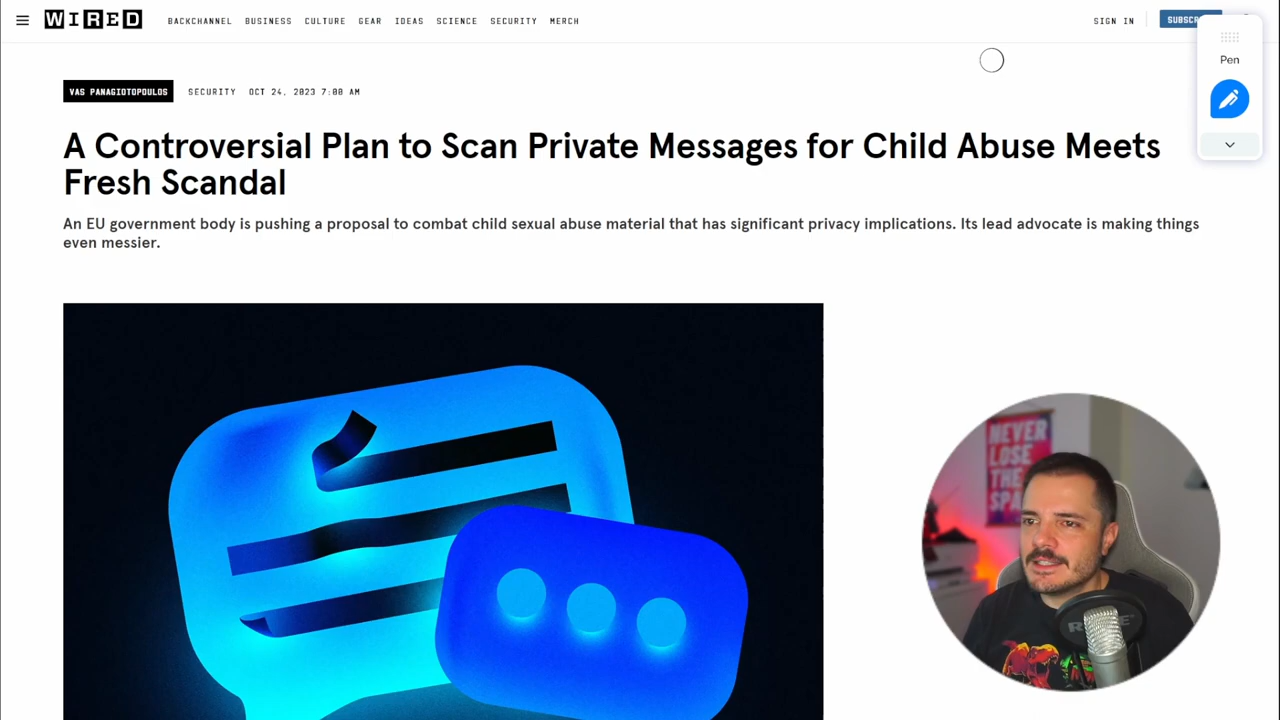 WIRED
BACKCHANNEL BUSINESS CULTURE GEAR IDEAS SCIENCE SECURITY MERCH
SIGN IN
Pen
VAS PANAGIOTOPOULOS SECURITY OCT 24, 2023 7:00 AM
A Controversial Plan to Scan Private Messages for Child Abuse Meets
Fresh Scandal
An EU government body is pushing a proposal to combat child sexual abuse material that has significant privacy implications. Its lead advocate is making things
even messier.
NEVER
LOSE
THE